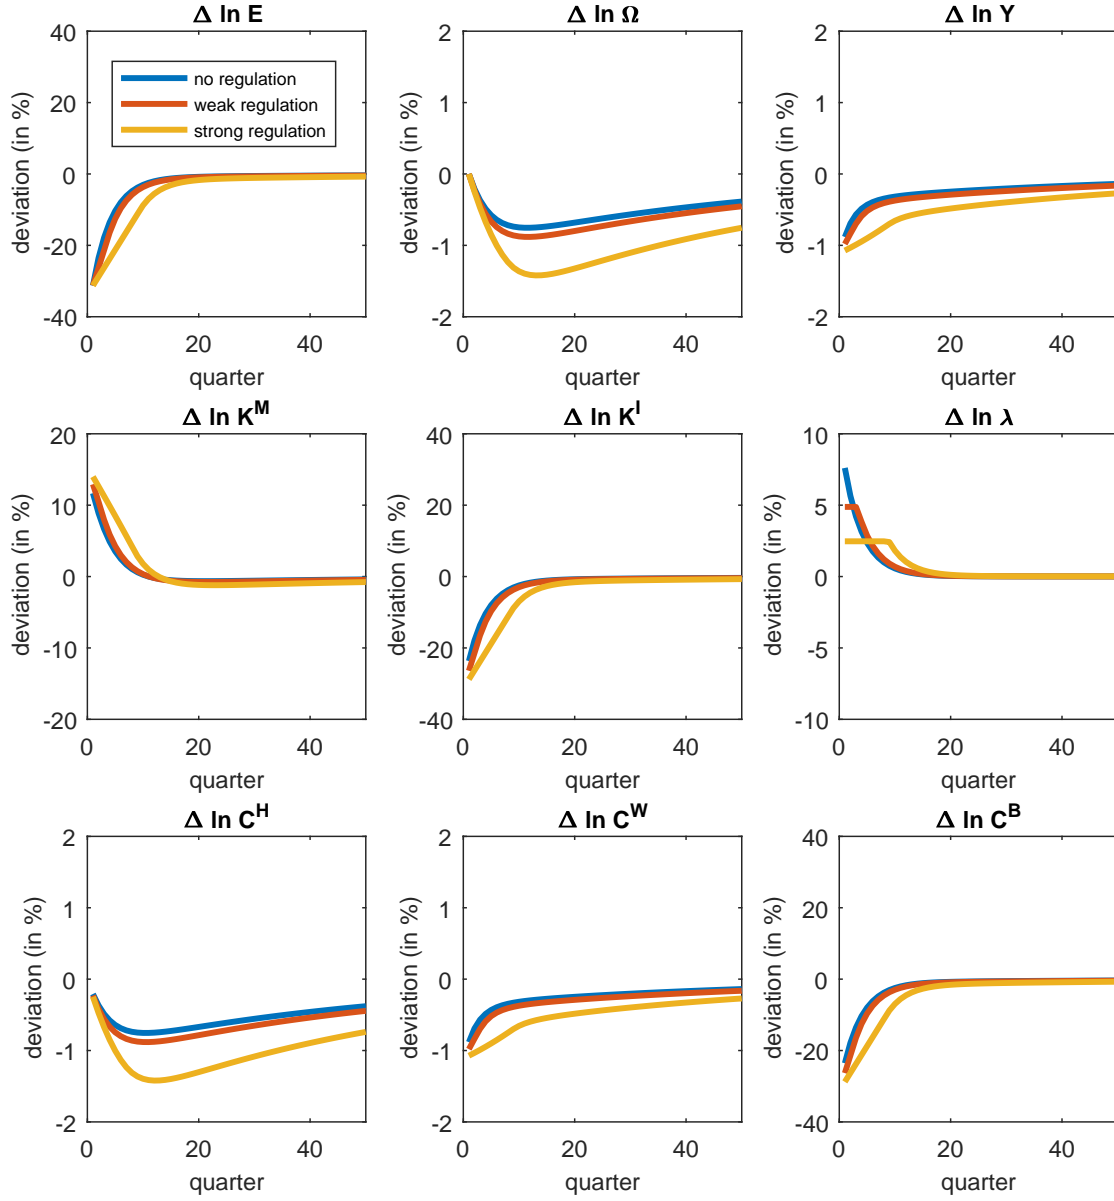 Δ ln E
Δ ln Ω
Δ ln Y
40
20
0
-20
-40
deviation (in %)
no regulation
weak regulation
strong regulation
0
20
40
quarter
2
1
0
-1
-2
deviation (in %)
0
20
40
quarter
2
1
0
-1
-2
deviation (in %)
0
20
40
quarter
Δ ln K^M
Δ ln K^I
Δ ln λ
20
10
0
-10
-20
deviation (in %)
0
20
40
quarter
40
20
0
-20
-40
deviation (in %)
0
20
40
quarter
10
5
0
-5
-10
deviation (in %)
0
20
40
quarter
Δ ln C^H
Δ ln C^W
Δ ln C^B
2
1
0
-1
-2
deviation (in %)
0
20
40
quarter
2
1
0
-1
-2
deviation (in %)
0
20
40
quarter
40
20
0
-20
-40
deviation (in %)
0
20
40
quarter